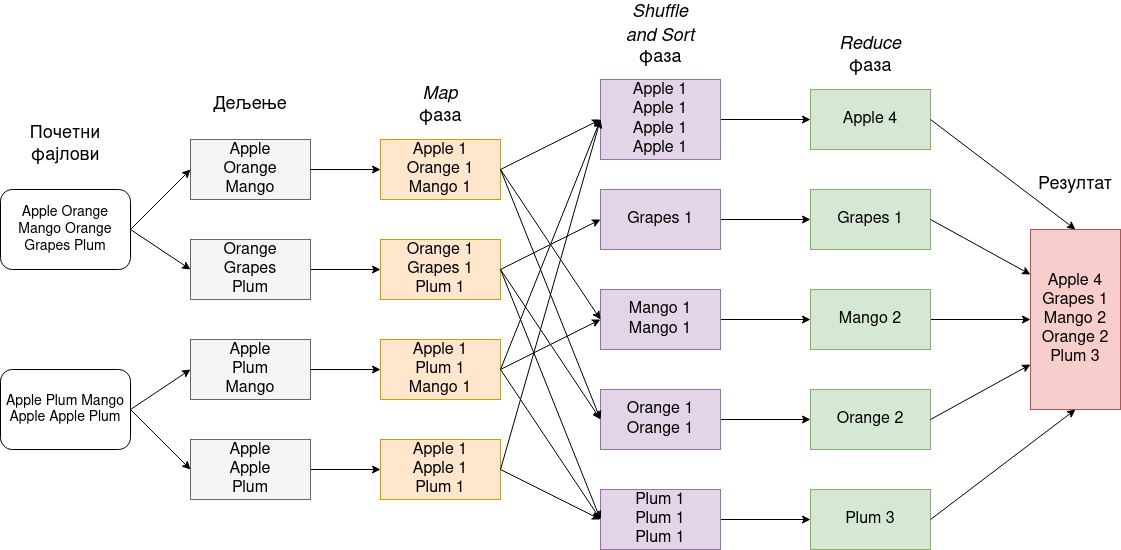 Почетни
фајлови
Apple Orange
Mango Orange
Grapes Plum
Apple Plum Mango
Apple Apple Plum
Дељење
Apple
Orange
Mango
Orange
Grapes
Plum
Apple
Plum
Mango
Apple
Apple
Plum
Map
фаза
Apple 1
Orange 1
Mango 1
Orange 1
Grapes 1
Plum 1
Apple 1
Plum 1
Mango 1
Apple 1
Apple 1
Plum 1
Shuffle
and Sort
фаза
Apple 1
Apple 1
Apple 1
Apple 1
Grapes 1
Mango 1
Mango 1
Orange 1
Orange 1
Plum 1
Plum 1
Plum 1
Reduce
фаза
Apple 4
Grapes 1
Mango 2
Orange 2
Plum 3
Резултат
Apple 4
Grapes 1
Mango 2
Orange 2
Plum 3